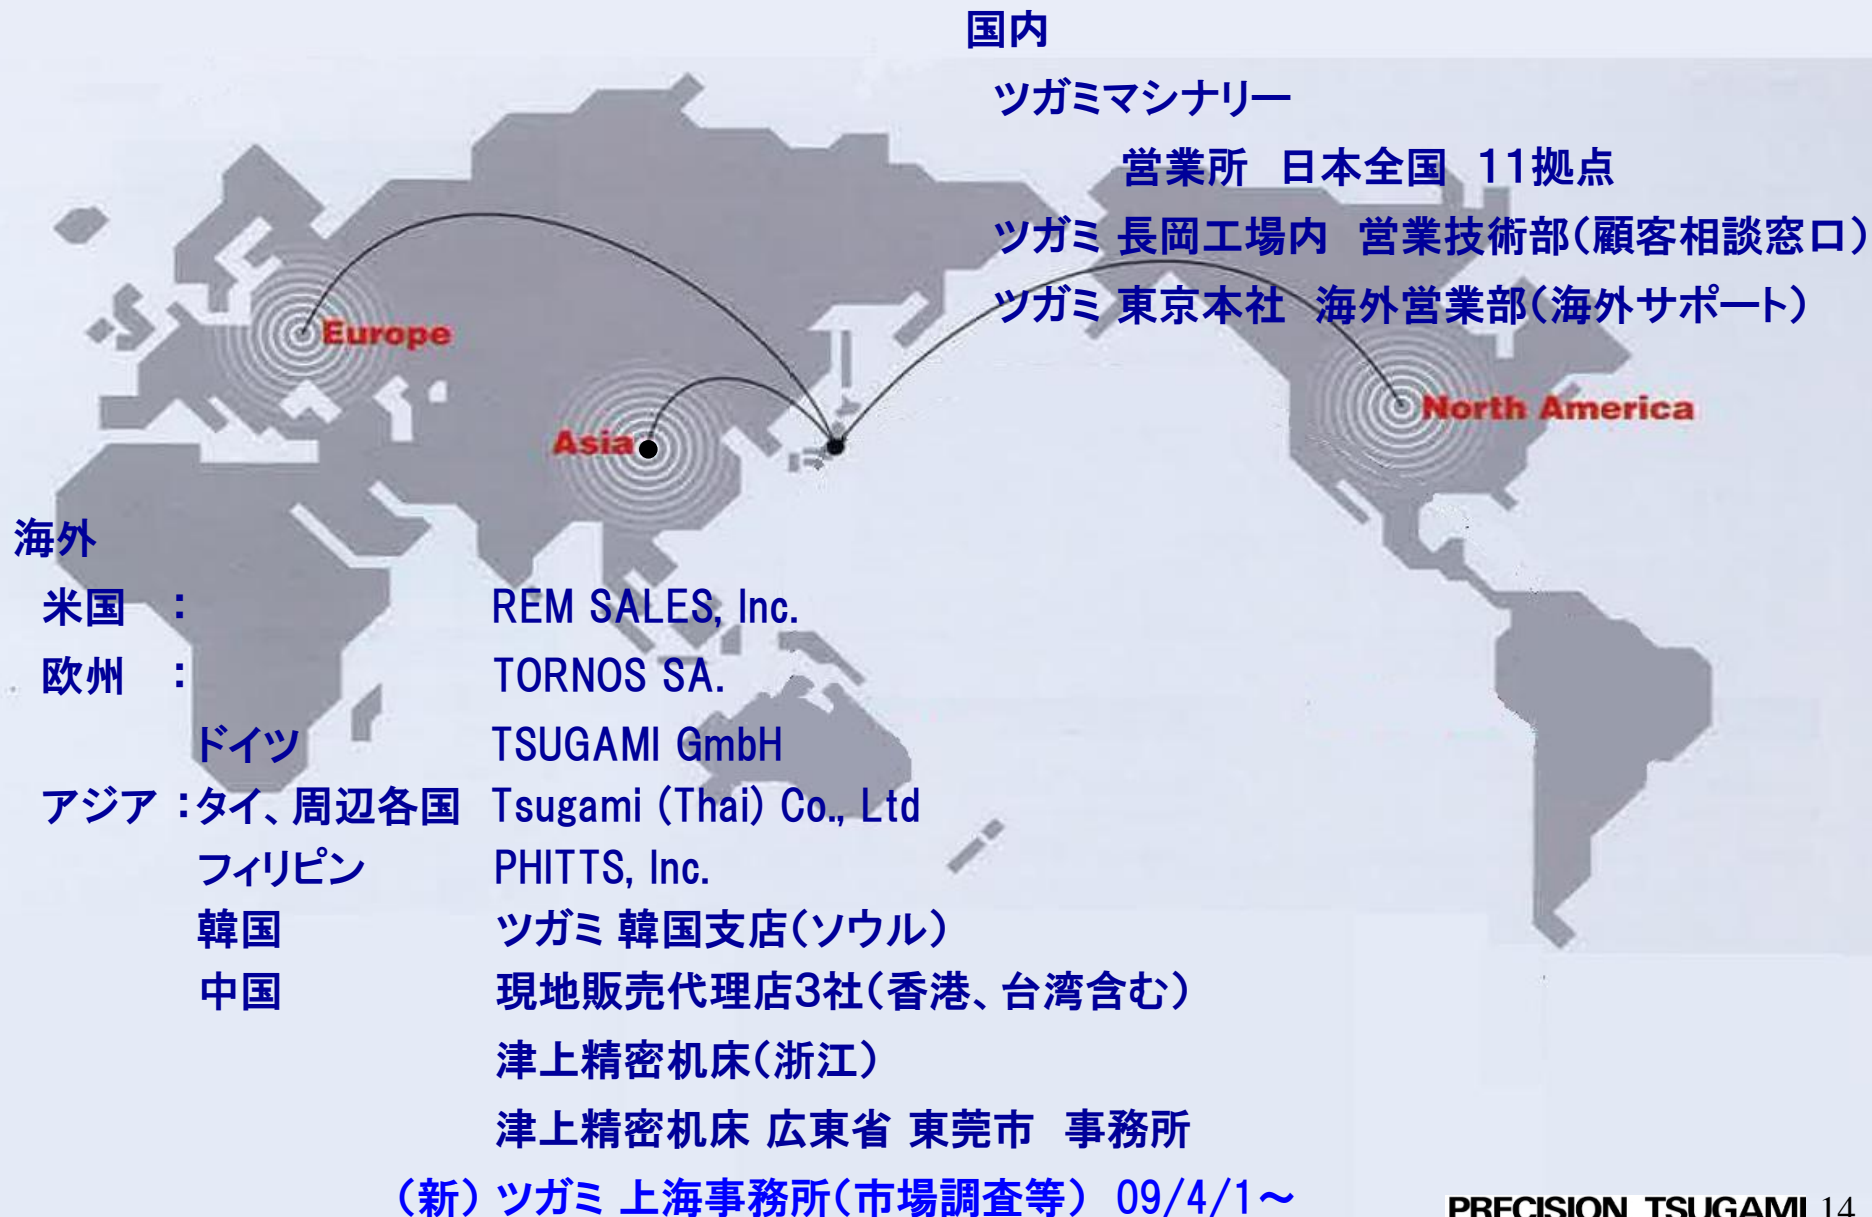 国内
ツガミマシナリー
営業所　日本全国　11拠点
ツガミ 長岡工場内　営業技術部(顧客相談窓口)
ツガミ 東京本社　海外営業部(海外サポート)
Europe
Asia
North America
海外
米国　：　REM SALES, Inc.
欧州　：　TORNOS SA.
ドイツ　TSUGAMI GmbH
アジア ：タイ、周辺各国　Tsugami (Thai) Co., Ltd
フィリピン　PHITTS, Inc.
韓国　ツガミ 韓国支店(ソウル)
中国　現地販売代理店3社(香港、台湾含む)
津上精密机床(浙江)
津上精密机床 広東省 東莞市　事務所
(新) ツガミ 上海事務所(市場調査等)　09/4/1～
PRECISION TSUGAMI 14